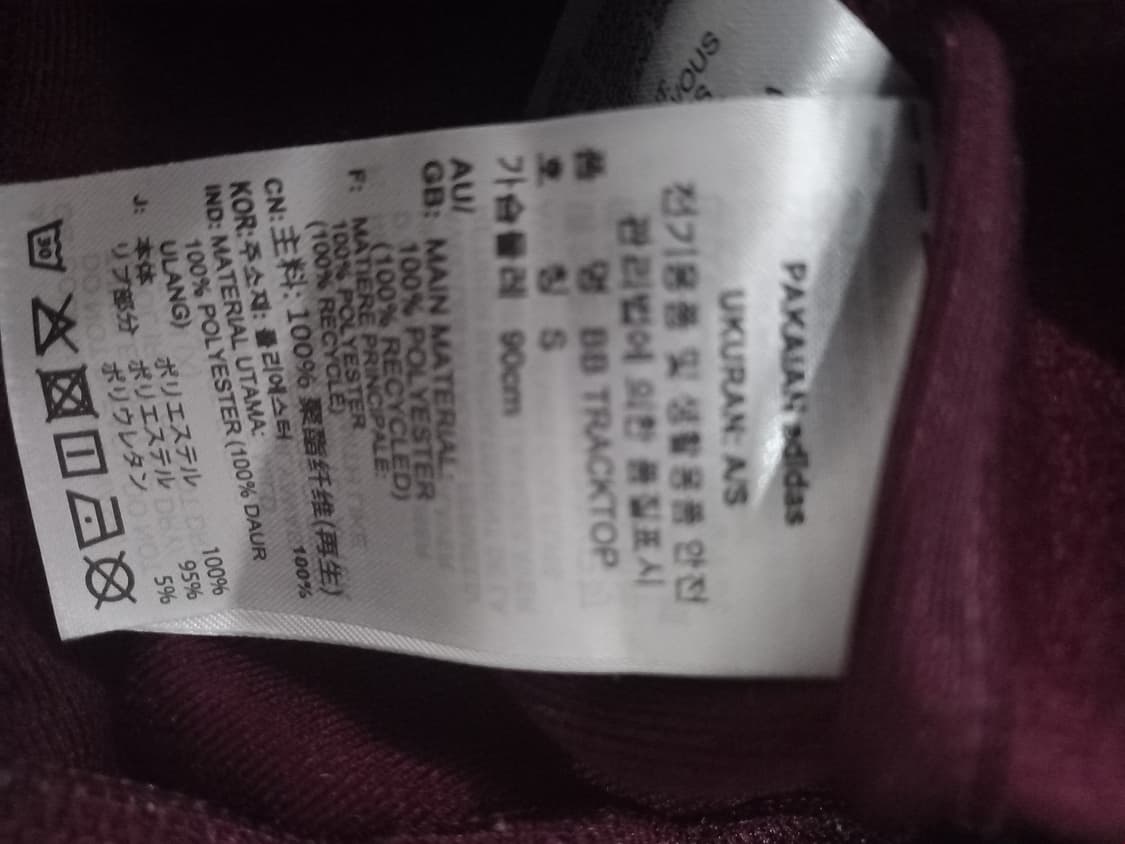 PAKAIAN adidas
UKURAN: A/S
전기용품 및 생활용품 안전
관리법에 의한 품질표시
품 명 BB TRACKTOP
호 칭 S
가슴둘레 90cm
AU/
GB: MAIN MATERIAL:
100% POLYESTER
(100% RECYCLED)
F: MATIERE PRINCIPALE:
100% POLYESTER
(100% RECYCLE)
CN: 主料: 100% 聚酯纤维(再生)
KOR: 주소재: 폴리에스터 100%
IND: MATERIAL UTAMA:
100% POLYESTER (100% DAUR
ULANG)
J: 本体 ポリエステル 100%
リブ部分 ポリエステル 95%
ポリウレタン 5%
30